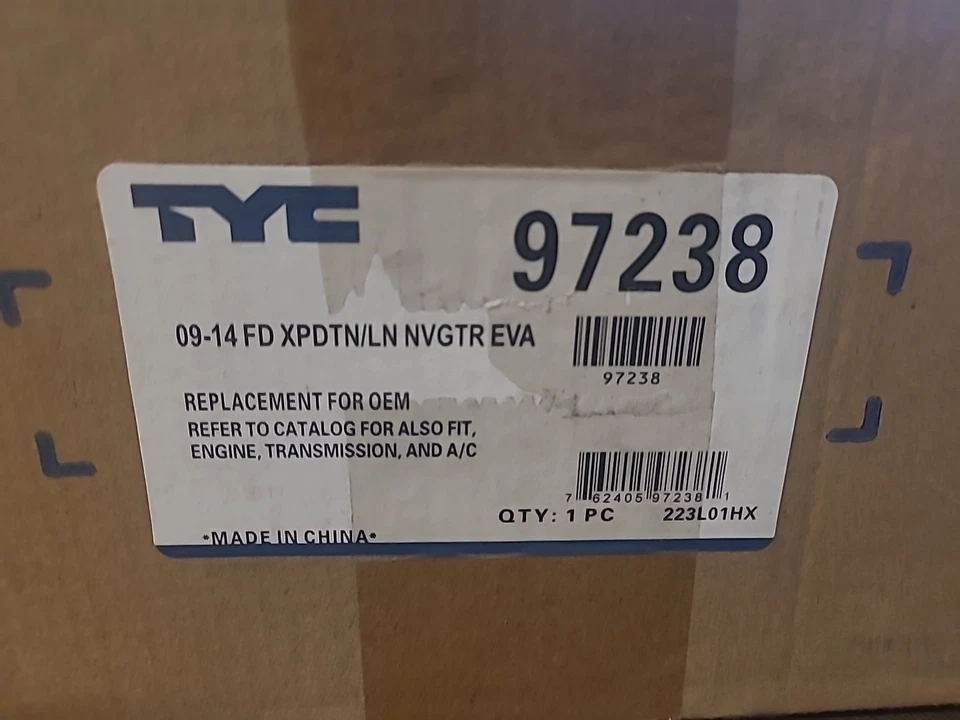 TYC
97238
09-14 FD XPDTN/LN NVGTR EVA
97238
REPLACEMENT FOR OEM
REFER TO CATALOG FOR ALSO FIT,
ENGINE, TRANSMISSION, AND A/C
7 62405 97238 1
QTY: 1 PC 223L01HX
*MADE IN CHINA*